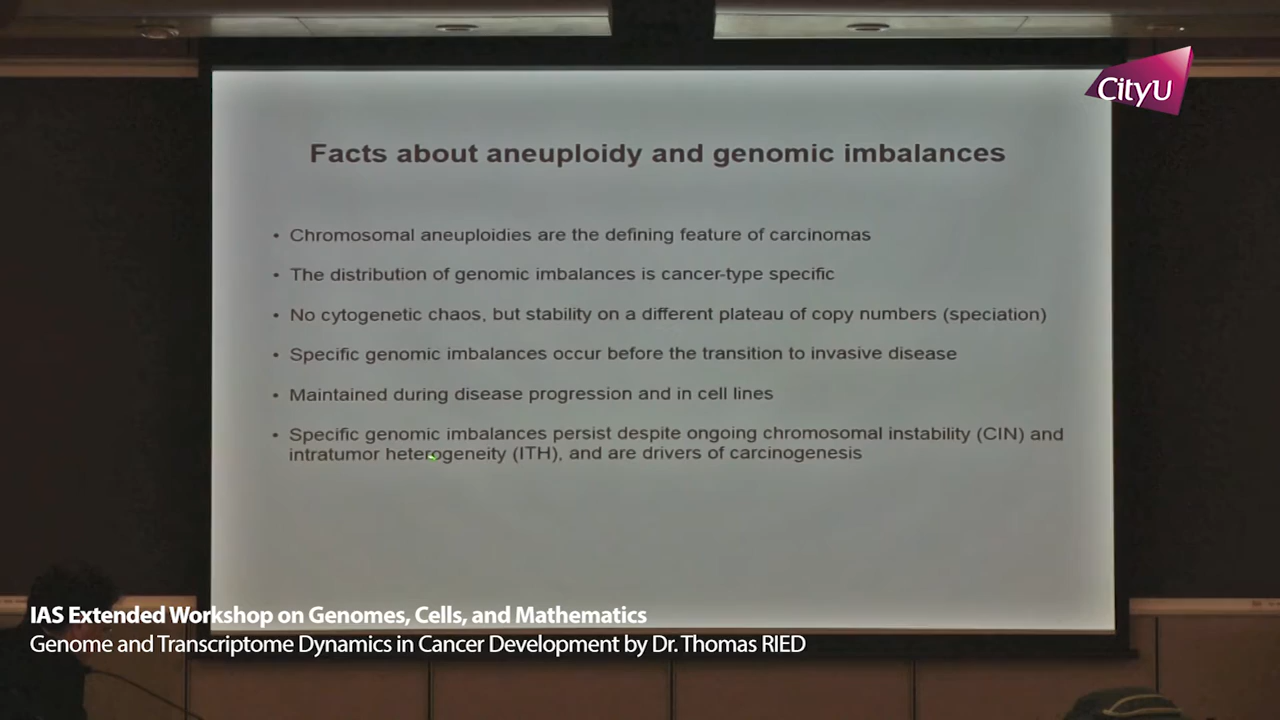 CityU
Facts about aneuploidy and genomic imbalances
• Chromosomal aneuploidies are the defining feature of carcinomas
• The distribution of genomic imbalances is cancer-type specific
• No cytogenetic chaos, but stability on a different plateau of copy numbers (speciation)
• Specific genomic imbalances occur before the transition to invasive disease
• Maintained during disease progression and in cell lines
• Specific genomic imbalances persist despite ongoing chromosomal instability (CIN) and
intratumor heterogeneity (ITH), and are drivers of carcinogenesis
IAS Extended Workshop on Genomes, Cells, and Mathematics
Genome and Transcriptome Dynamics in Cancer Development by Dr. Thomas RIED